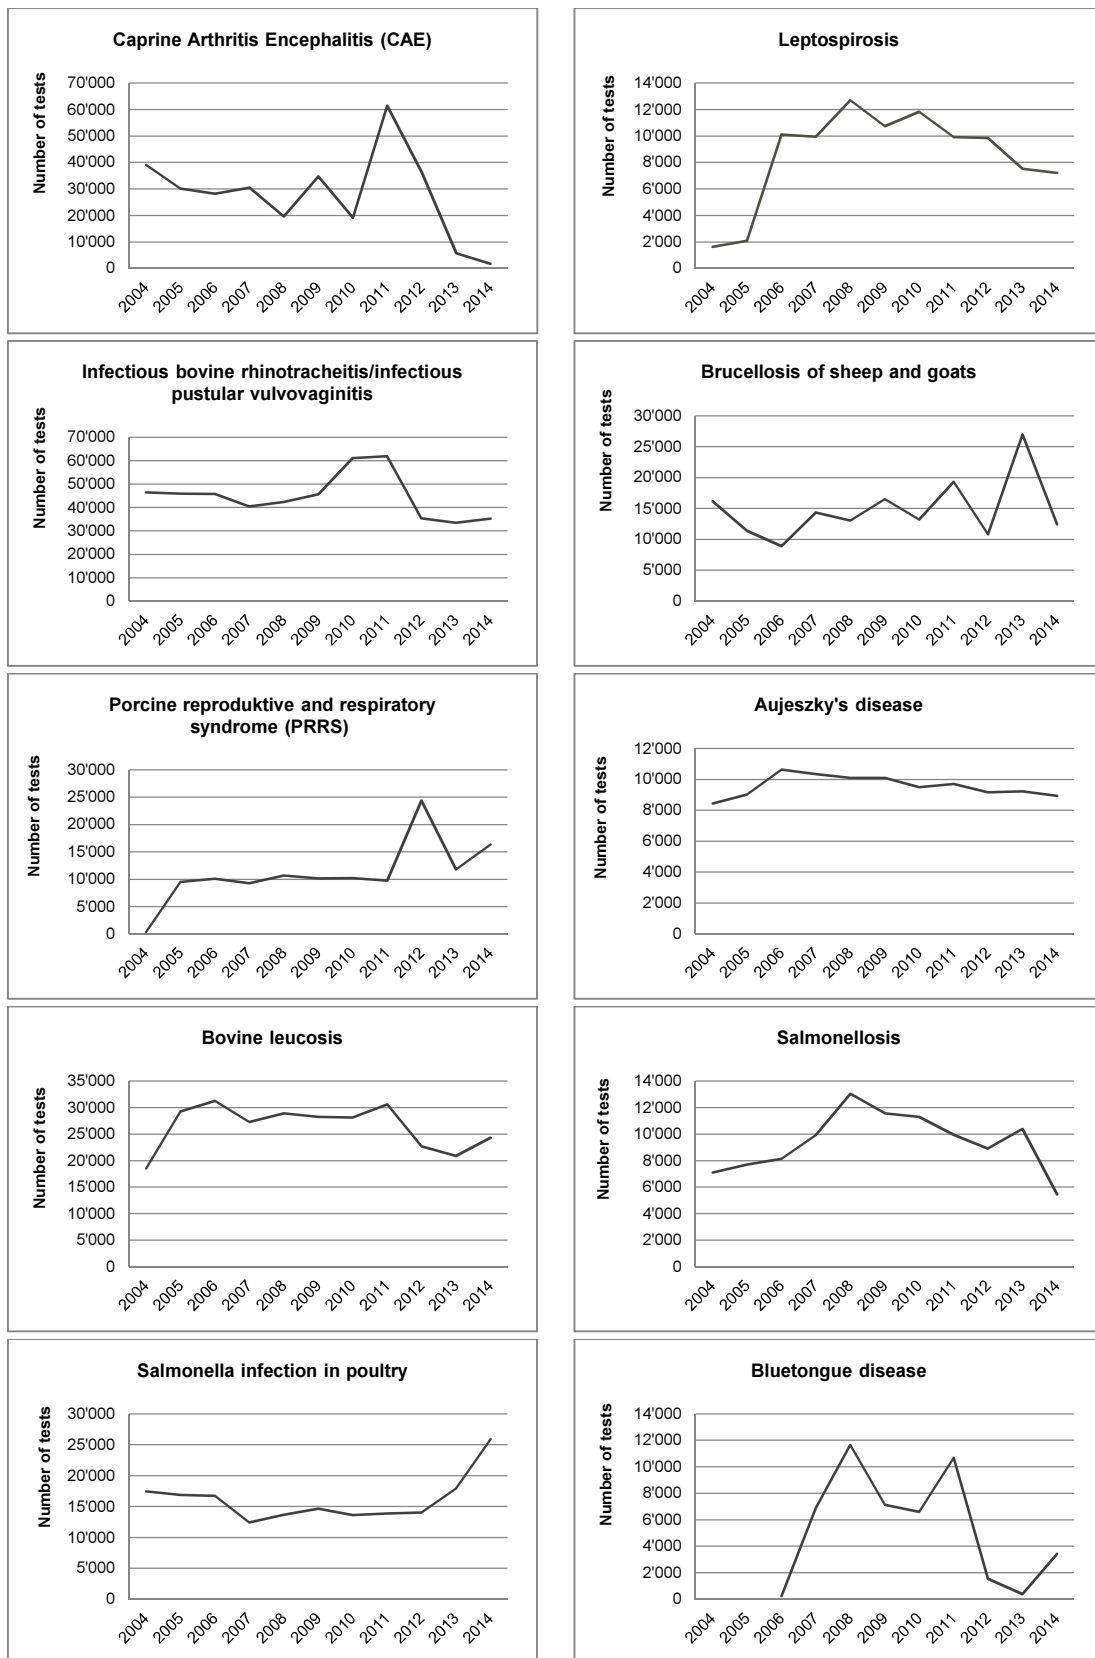 Caprine Arthritis Encephalitis (CAE)
Number of tests
70'000
60'000
50'000
40'000
30'000
20'000
10'000
0
2004 2005 2006 2007 2008 2009 2010 2011 2012 2013 2014
Leptospirosis
Number of tests
14'000
12'000
10'000
8'000
6'000
4'000
2'000
0
2004 2005 2006 2007 2008 2009 2010 2011 2012 2013 2014
Infectious bovine rhinotracheitis/infectious
pustular vulvovaginitis
Number of tests
70'000
60'000
50'000
40'000
30'000
20'000
10'000
0
2004 2005 2006 2007 2008 2009 2010 2011 2012 2013 2014
Brucellosis of sheep and goats
Number of tests
30'000
25'000
20'000
15'000
10'000
5'000
0
2004 2005 2006 2007 2008 2009 2010 2011 2012 2013 2014
Porcine reproduktive and respiratory
syndrome (PRRS)
Number of tests
30'000
25'000
20'000
15'000
10'000
5'000
0
2004 2005 2006 2007 2008 2009 2010 2011 2012 2013 2014
Aujeszky's disease
Number of tests
12'000
10'000
8'000
6'000
4'000
2'000
0
2004 2005 2006 2007 2008 2009 2010 2011 2012 2013 2014
Bovine leucosis
Number of tests
35'000
30'000
25'000
20'000
15'000
10'000
5'000
0
2004 2005 2006 2007 2008 2009 2010 2011 2012 2013 2014
Salmonellosis
Number of tests
14'000
12'000
10'000
8'000
6'000
4'000
2'000
0
2004 2005 2006 2007 2008 2009 2010 2011 2012 2013 2014
Salmonella infection in poultry
Number of tests
30'000
25'000
20'000
15'000
10'000
5'000
0
2004 2005 2006 2007 2008 2009 2010 2011 2012 2013 2014
Bluetongue disease
Number of tests
14'000
12'000
10'000
8'000
6'000
4'000
2'000
0
2004 2005 2006 2007 2008 2009 2010 2011 2012 2013 2014